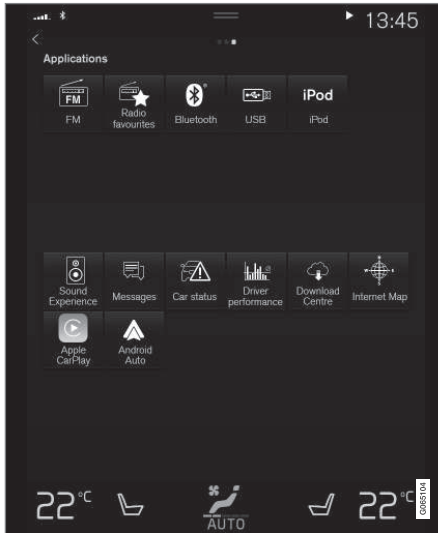 13:45
Applications
FM
iPod
FM
Radio
favourites
Bluetooth
USB
iPod
Sound
Experience
Messages
Car status
Driver
performance
Download
Centre
Internet Map
Apple
CarPlay
Android
Auto
22°C
AUTO
22°C
G065104